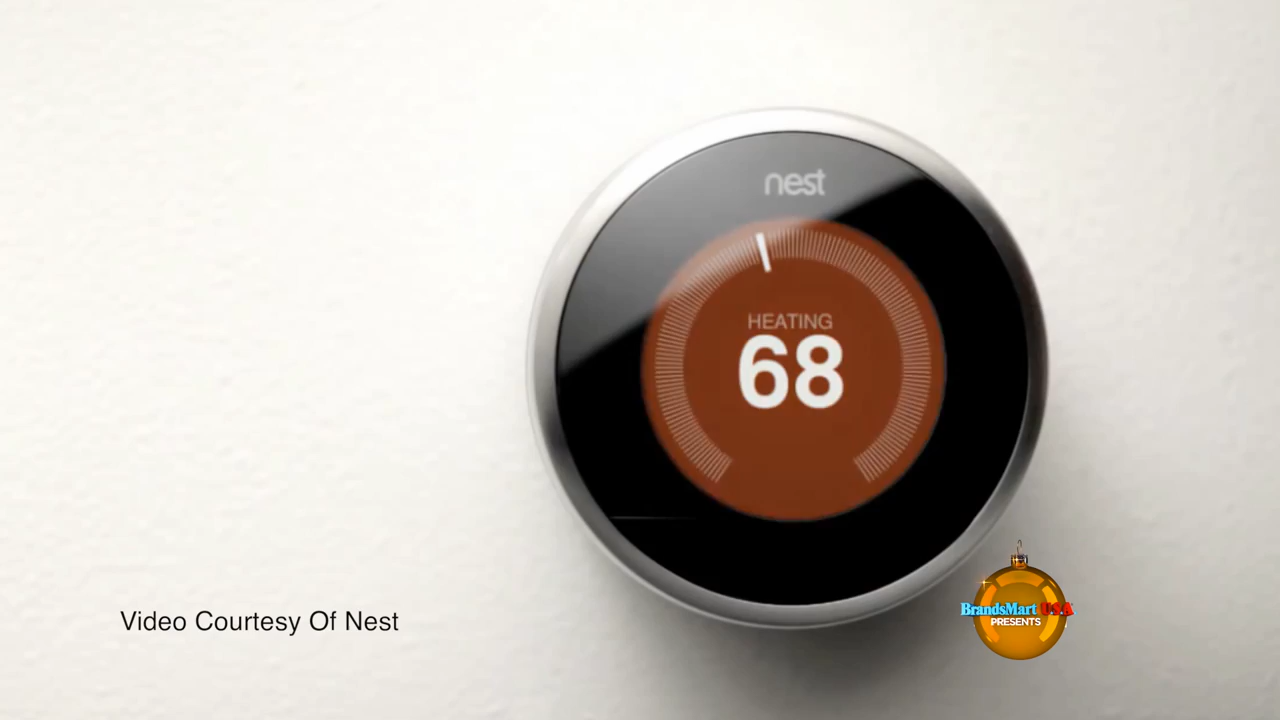 nest
HEATING
68
Video Courtesy Of Nest
BrandsMart USA
PRESENTS